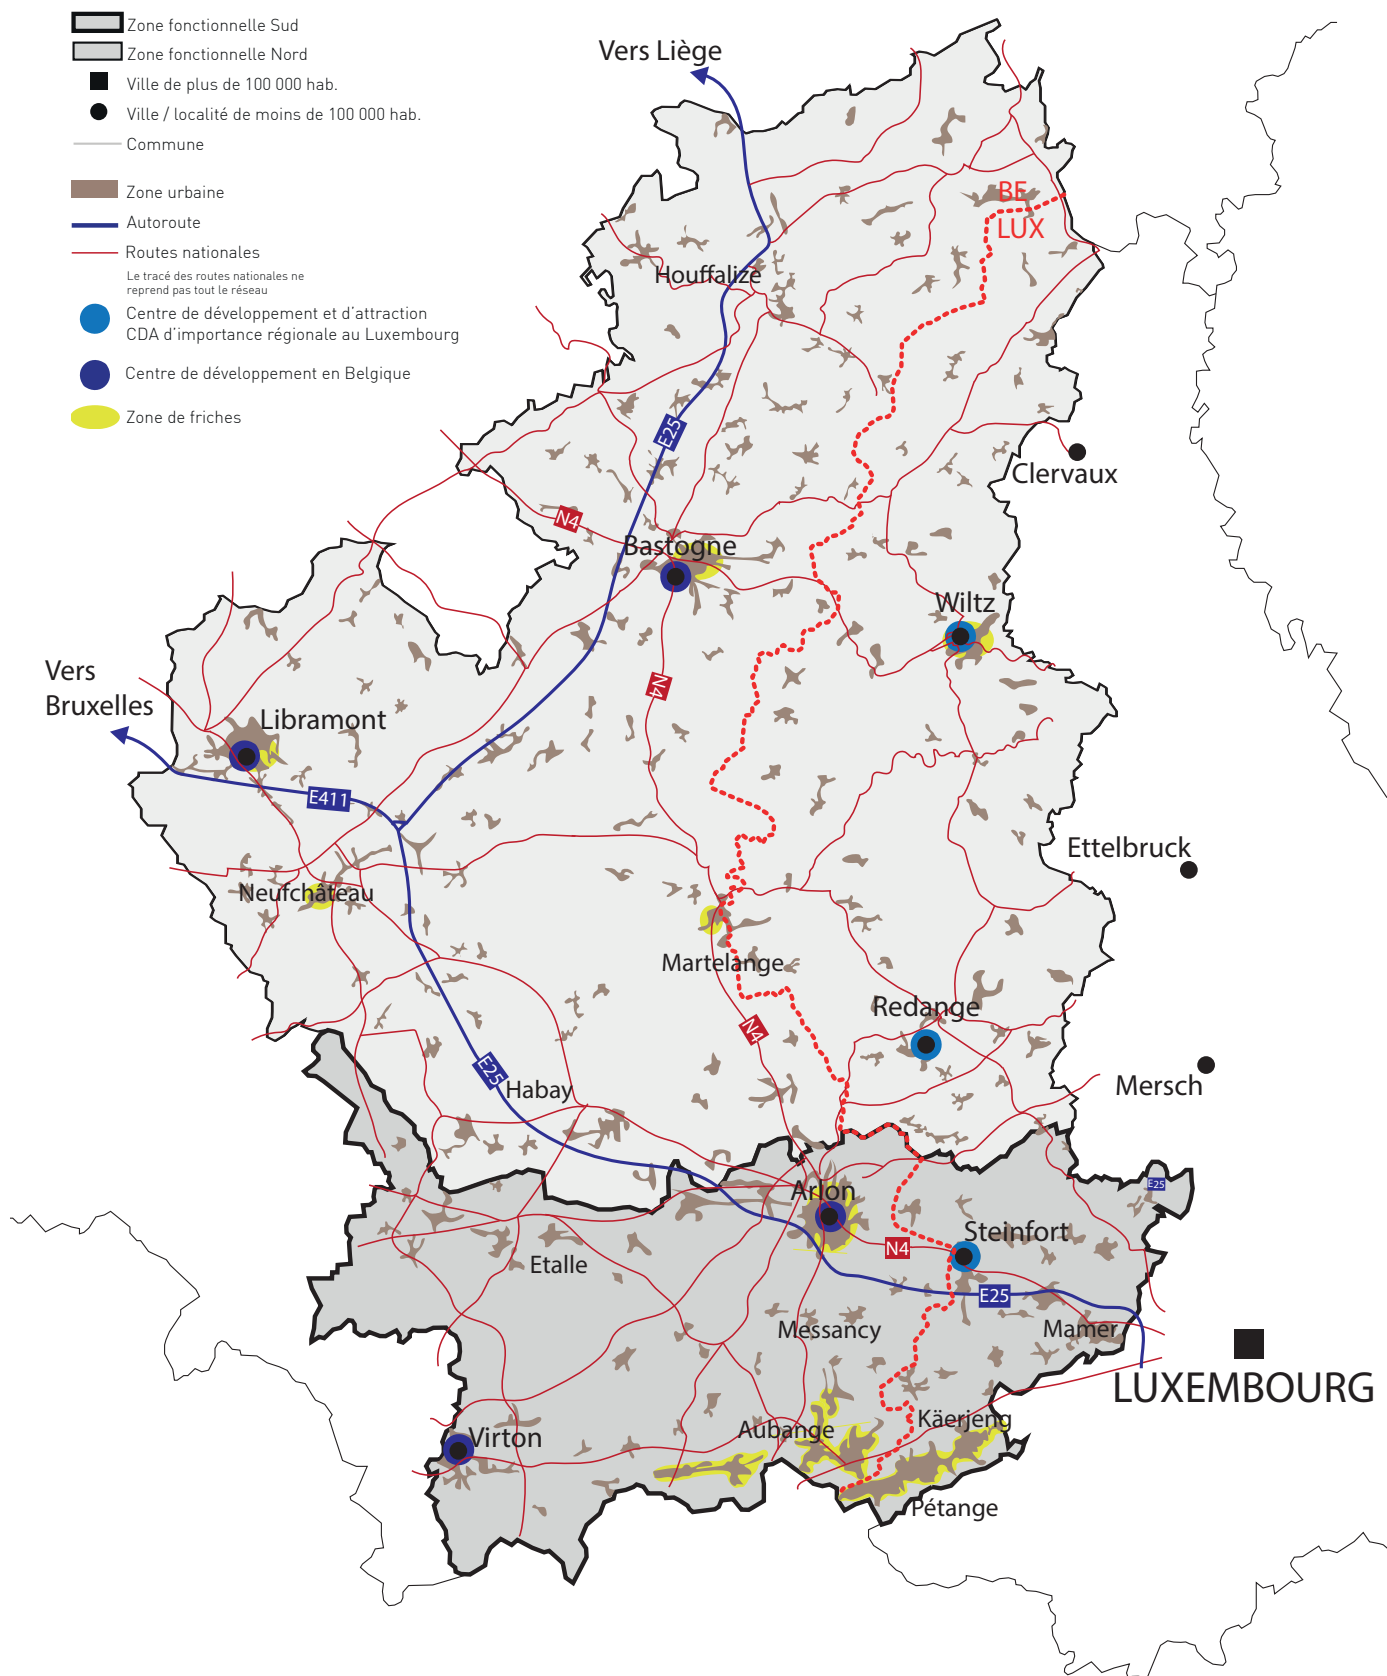 Zone fonctionnelle Sud
Zone fonctionnelle Nord
Ville de plus de 100 000 hab.
Ville / localité de moins de 100 000 hab.
Commune
Zone urbaine
Autoroute
Routes nationales
Le tracé des routes nationales ne
reprend pas tout le réseau
Centre de développement et d'attraction
CDA d'importance régionale au Luxembourg
Centre de développement en Belgique
Zone de friches
Vers Liège
BE
LUX
Houffalize
E25
Clervaux
N4
Bastogne
Wiltz
Vers
Bruxelles
N4
Libramont
E411
Ettelbruck
Neufchâteau
Martelange
Redange
N4
E25
Habay
Mersch
E25
Arlon
Steinfort
N4
Etalle
E25
Messancy
Mamer
LUXEMBOURG
Käerjeng
Aubange
Virton
Pétange